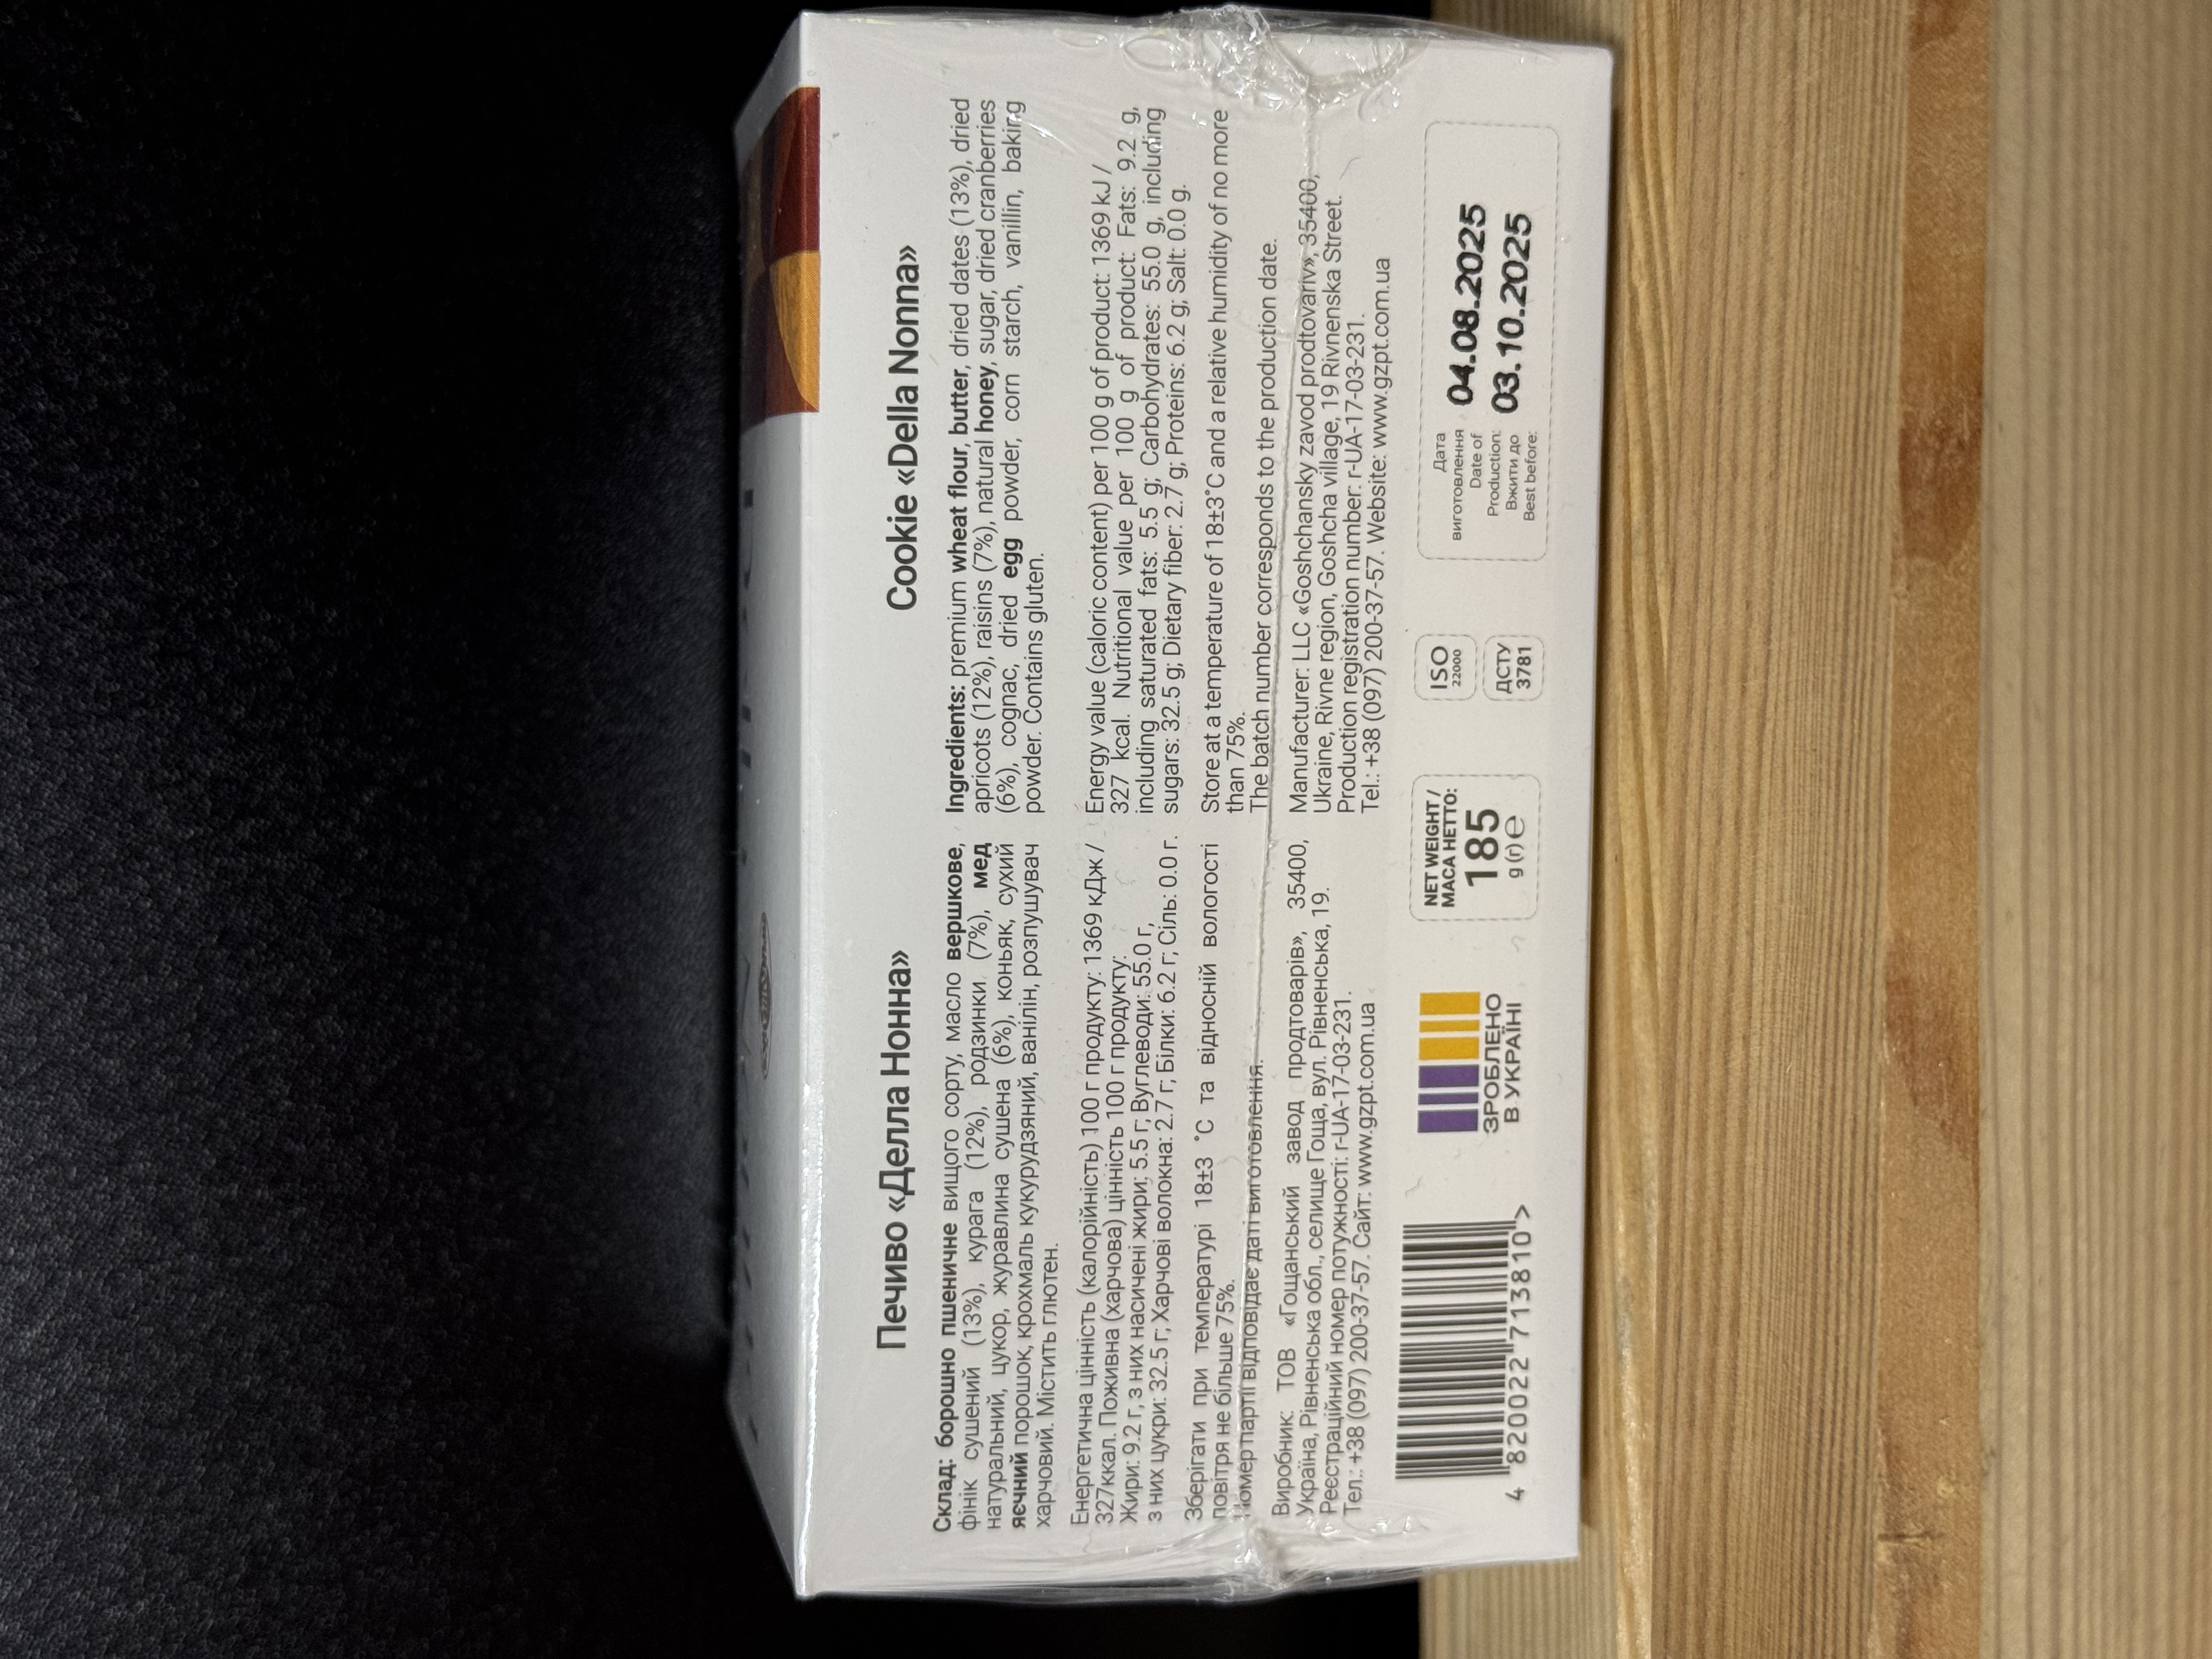 Печиво «Делла Нонна»
Склад: борошно пшеничне вищого сорту, масло вершкове,
фінік сушений (13%), курага (12%), родзинки (7%), мед
натуральний, цукор, журавлина сушена (6%), коньяк, сухий
яєчний порошок, крохмаль кукурудзяний, ванілін, розпушувач
харчовий. Містить глютен.
Енергетична цінність (калорійність) 100 г продукту: 1369 кДж /
327ккал. Поживна (харчова) цінність 100 г продукту:
Жири: 9.2 г, з них насичені жири; 5.5 г; Вуглеводи: 55.0 г,
з них цукри: 32.5 г; Харчові волокна: 2.7 г; Білки: 6.2 г; Сіль: 0.0 г.
Зберігати при температурі 18±3 °С та відносній вологості
повітря не більше 75%.
Номер партії відповідає даті виготовлення.
Виробник: ТОВ «Гощанський завод продтоварів», 35400,
Україна, Рівненська обл., селище Гоща, вул. Рівненська, 19.
Реєстраційний номер потужності: r-UA-17-03-231.
Тел.: +38 (097) 200-37-57. Сайт: www.gzpt.com.ua
Cookie «Della Nonna»
Ingredients: premium wheat flour, butter, dried dates (13%), dried
apricots (12%), raisins (7%), natural honey, sugar, dried cranberries
(6%), cognac, dried egg powder, corn starch, vanillin, baking
powder. Contains gluten.
Energy value (caloric content) per 100 g of product: 1369 kJ /
327 kcal. Nutritional value per 100 g of product: Fats: 9.2 g,
including saturated fats: 5.5 g; Carbohydrates: 55.0 g, including
sugars: 32.5 g; Dietary fiber: 2.7 g; Proteins: 6.2 g; Salt: 0.0 g.
Store at a temperature of 18±3°C and a relative humidity of no more
than 75%.
The batch number corresponds to the production date.
Manufacturer: LLC «Goshchansky zavod prodtovariv», 35400,
Ukraine, Rivne region, Goshcha village, 19 Rivnenska Street.
Production registration number: r-UA-17-03-231.
Tel.: +38 (097) 200-37-57. Website: www.gzpt.com.ua
4 820022 713810 >
ЗРОБЛЕНО
В УКРАЇНІ
NET WEIGHT /
МАСА НЕТТО:
185
g (г) e
ISO
22000
ДСТУ
3781
Дата
виготовлення
Date of
Production:
04.08.2025
Вжити до
Best before:
03.10.2025